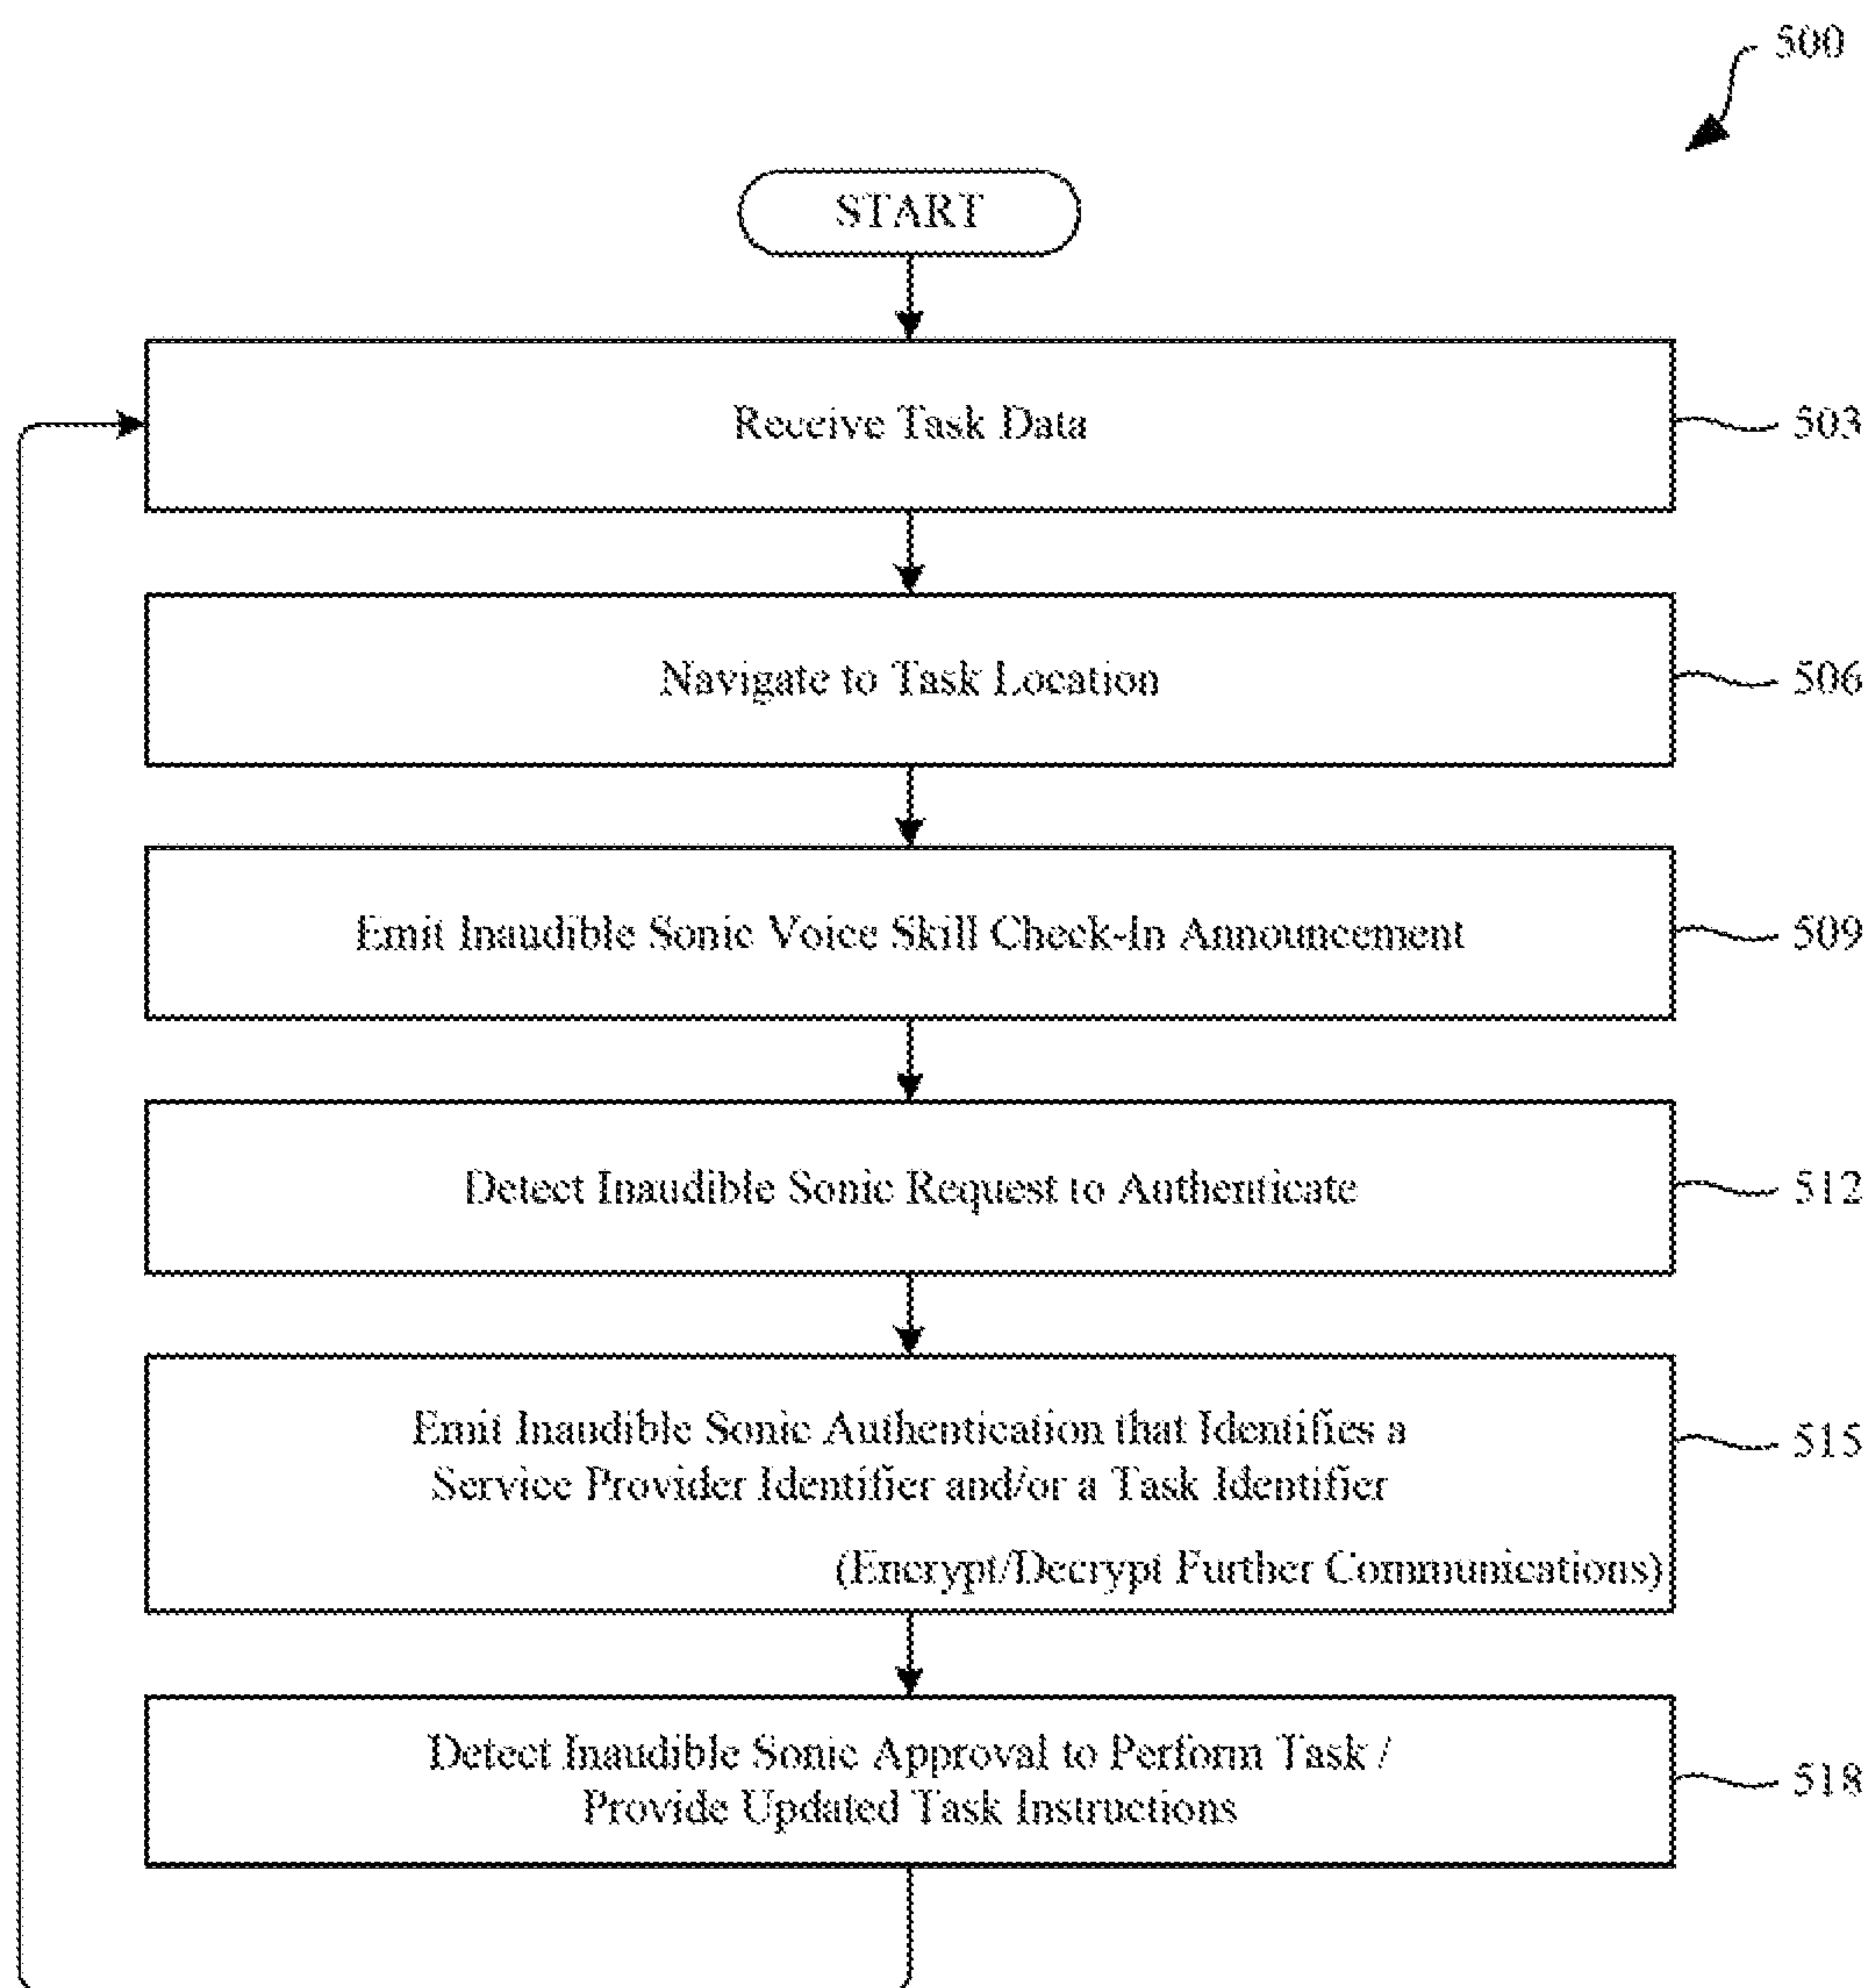 500
START
Receive Task Data
503
Navigate to Task Location
506
Emit Inaudible Sonic Voice Skill Check-In Announcement
509
Detect Inaudible Sonic Request to Authenticate
512
Emit Inaudible Sonic Authentication that Identifies a
Service Provider Identifier and/or a Task Identifier
(Encrypt/Decrypt Further Communications)
515
Detect Inaudible Sonic Approval to Perform Task /
Provide Updated Task Instructions
518